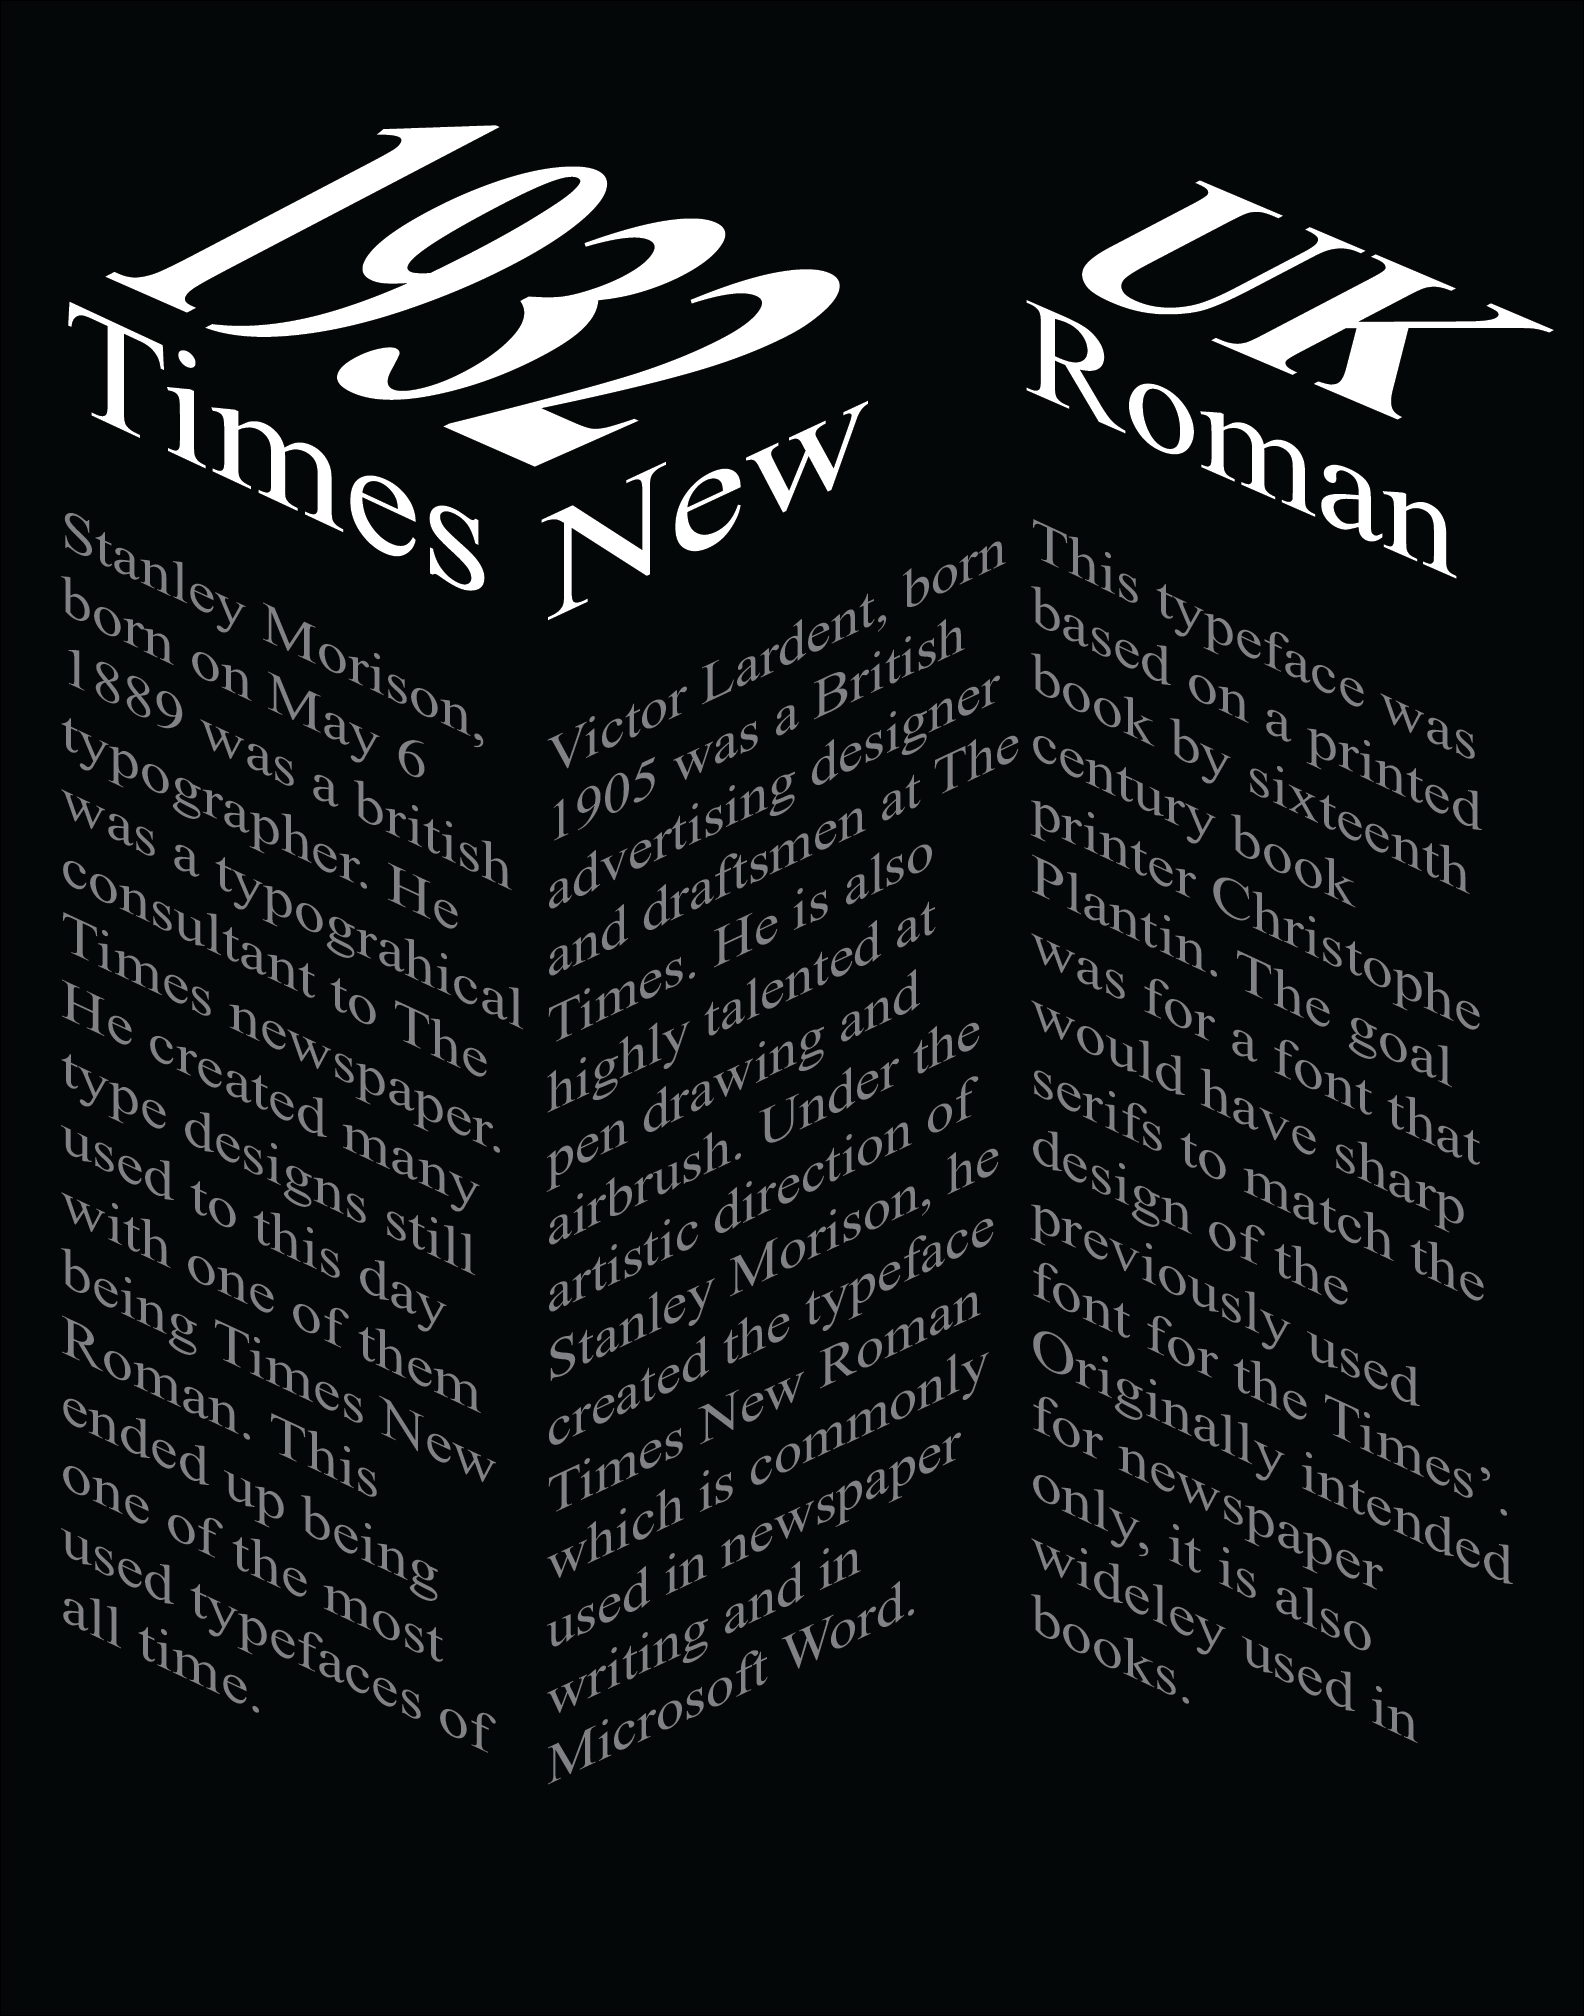 1932
UK
Times New Roman
Stanley Morison,
born on May 6
1889 was a british
typographer. He
was a typograhical
consultant to The
Times newspaper.
He created many
type designs still
used to this day
with one of them
being Times New
Roman. This
ended up being
one of the most
used typefaces of
all time.
Victor Lardent, born
1905 was a British
advertising designer
and draftsmen at The
Times. He is also
highly talented at
pen drawing and
airbrush. Under the
artistic direction of
Stanley Morison, he
created the typeface
Times New Roman
which is commonly
used in newspaper
writing and in
Microsoft Word.
This typeface was
based on a printed
book by sixteenth
century book
printer Christophe
Plantin. The goal
was for a font that
would have sharp
serifs to match the
design of the
previously used
font for the Times’.
Originally intended
for newspaper
only, it is also
wideley used in
books.